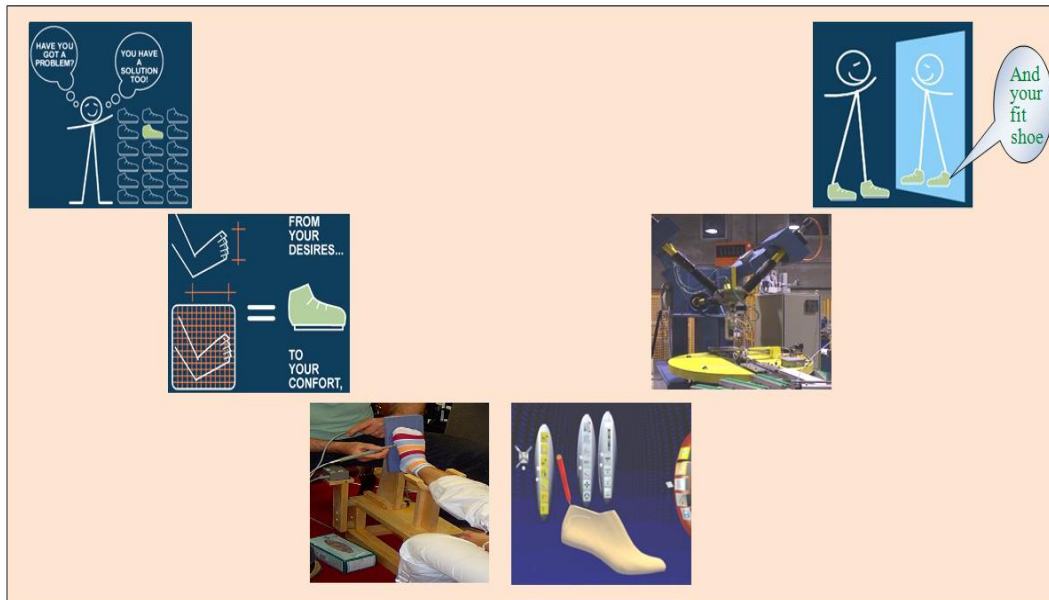 HAVE YOU
GOT A
PROBLEM?
YOU HAVE
A
SOLUTION
TOO!
And
your
fit
shoe
FROM
YOUR
DESIRES...
TO
YOUR
CONFORT,